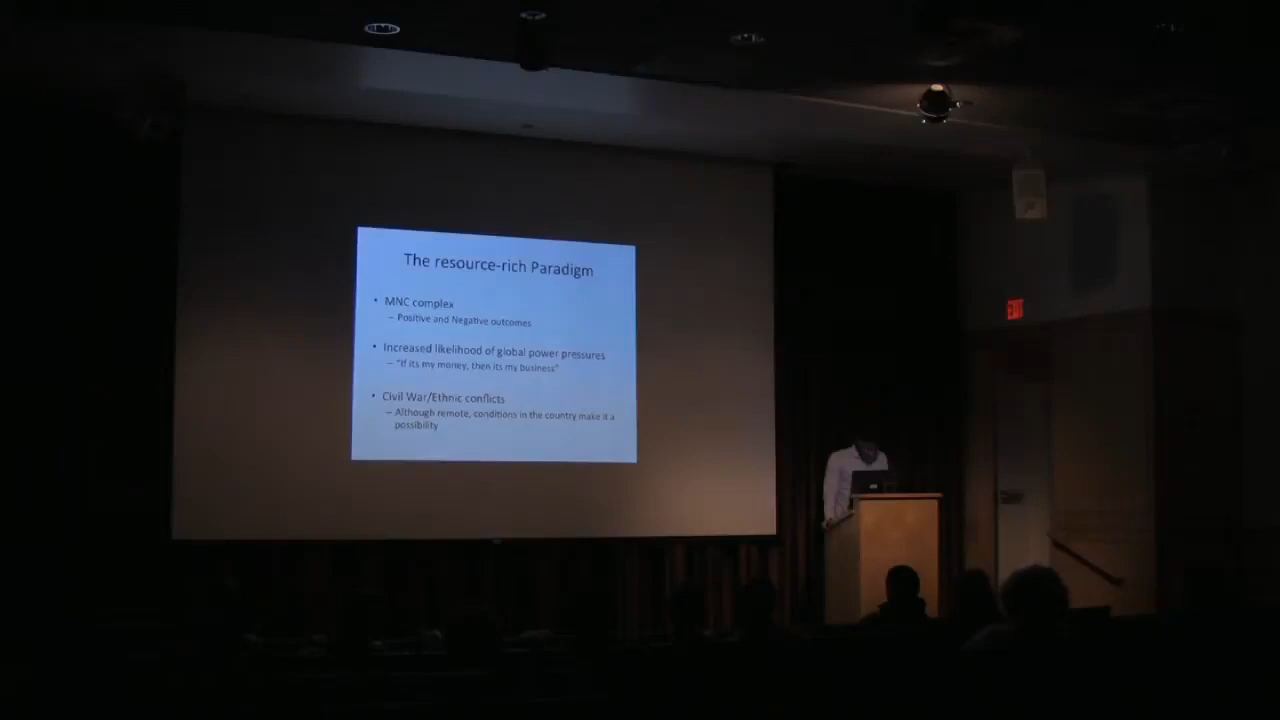 The resource-rich Paradigm
• MNC complex
– Positive and Negative outcomes
• Increased likelihood of global power pressures
– "If its my money, then its my business"
• Civil War/Ethnic conflicts
– Although remote, conditions in the country make it a
possibility
EXIT